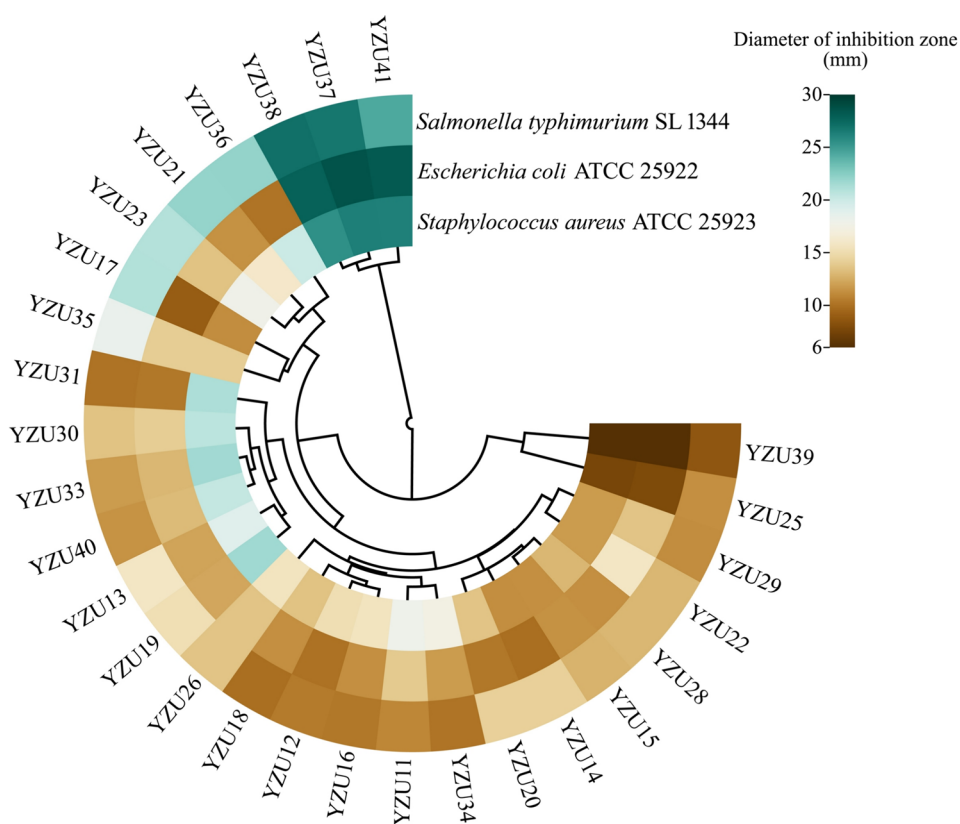 Diameter of inhibition zone
(mm)
30
25
20
15
10
6
Salmonella typhimurium SL 1344
Escherichia coli ATCC 25922
Staphylococcus aureus ATCC 25923
YZU41
YZU37
YZU38
YZU36
YZU21
YZU23
YZU17
YZU35
YZU31
YZU30
YZU33
YZU40
YZU13
YZU19
YZU26
YZU18
YZU12
YZU16
YZU11
YZU34
YZU20
YZU14
YZU15
YZU28
YZU22
YZU29
YZU25
YZU39